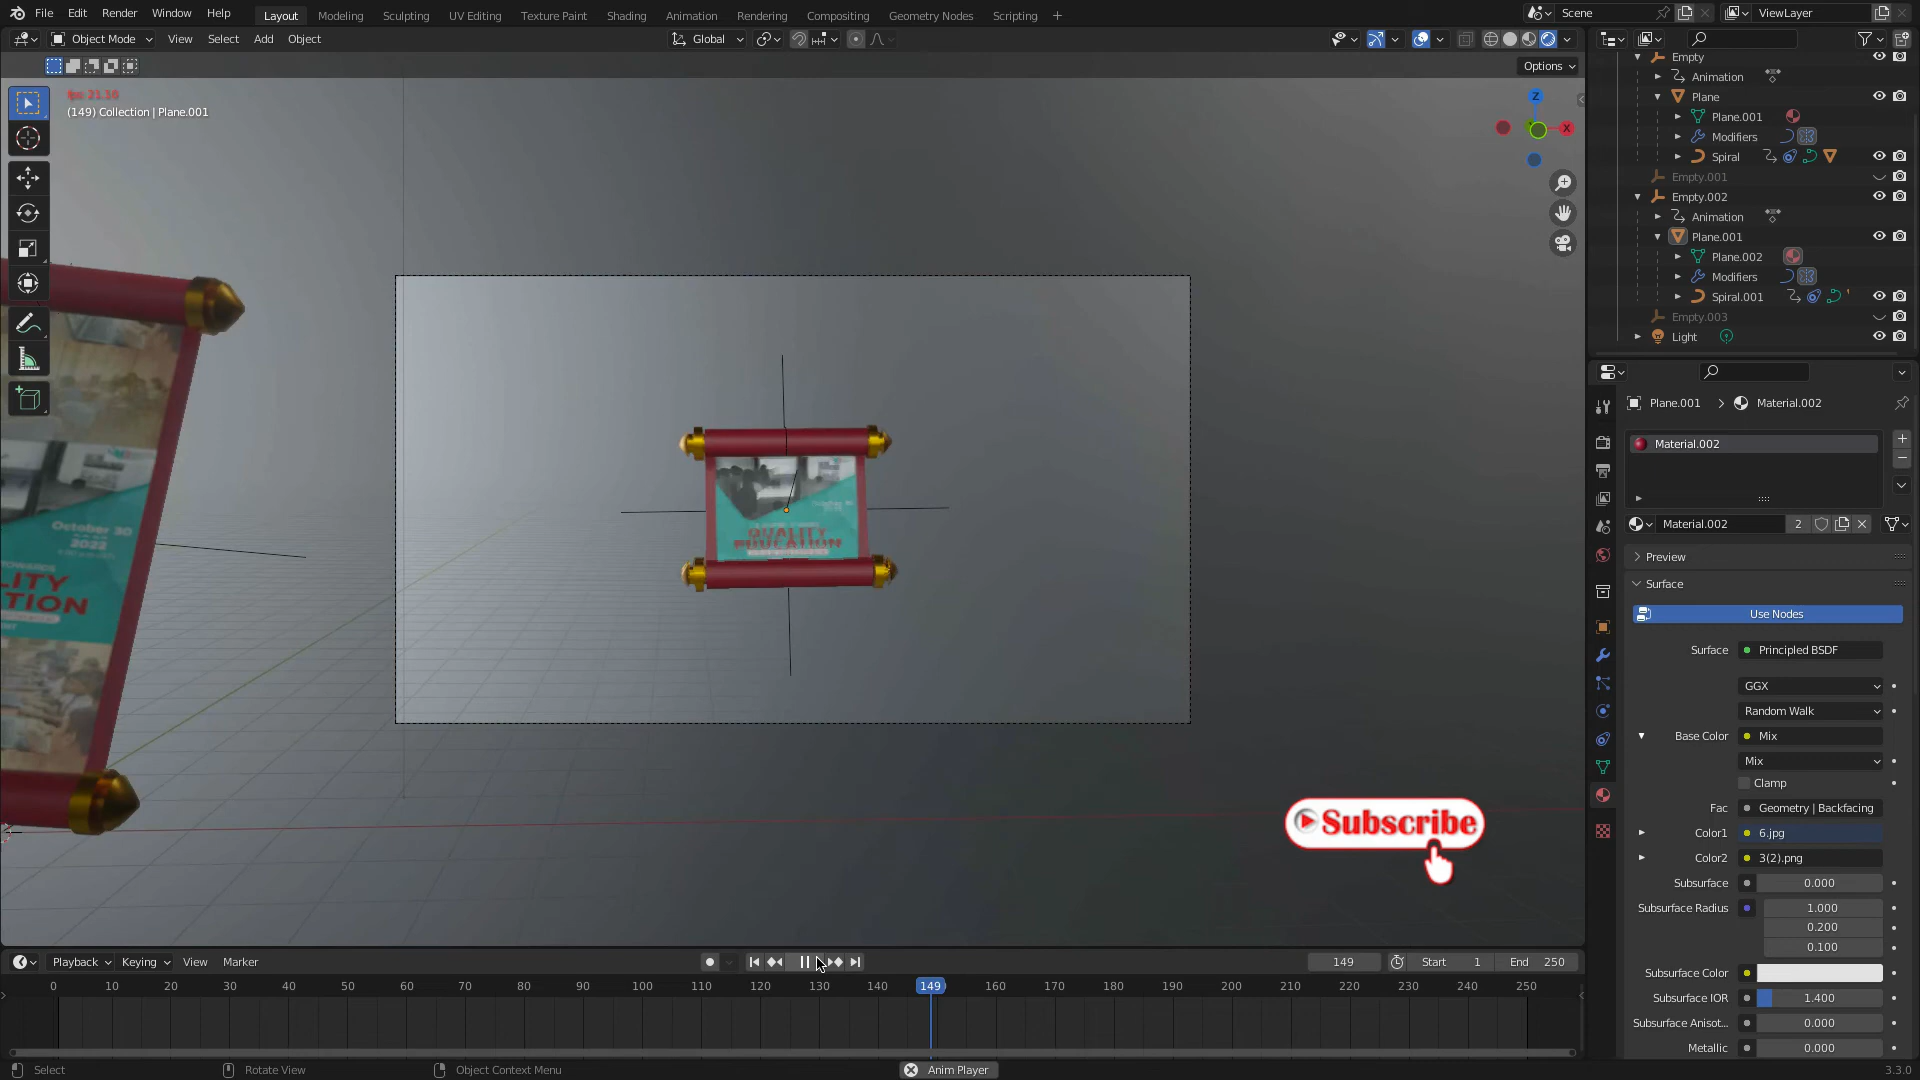 File Edit Render Window Help
Layout Modeling Sculpting UV Editing Texture Paint Shading Animation Rendering Compositing Geometry Nodes Scripting +
Scene
ViewLayer
Object Mode View Select Add Object
Global
Options
fps: 21.16
(149) Collection | Plane.001
Z
X
October 30
2022
TOWARDS
LITY
TION
QUALITY
EDUCATION
Subscribe
Empty
Animation
Plane
Plane.001
Modifiers
Spiral
Empty.001
Empty.002
Animation
Plane.001
Plane.002
Modifiers
Spiral.001
Empty.003
Light
Plane.001 > Material.002
Material.002
Material.002 2
Preview
Surface
Use Nodes
Surface Principled BSDF
GGX
Random Walk
Base Color Mix
Mix
Clamp
Fac Geometry | Backfacing
Color1 6.jpg
Color2 3(2).png
Subsurface 0.000
Subsurface Radius 1.000
0.200
0.100
Subsurface Color
Subsurface IOR 1.400
Subsurface Anisot... 0.000
Metallic 0.000
Playback Keying View Marker
149 Start 1 End 250
0 10 20 30 40 50 60 70 80 90 100 110 120 130 140 149 160 170 180 190 200 210 220 230 240 250
Select Rotate View Object Context Menu Anim Player 3.3.0